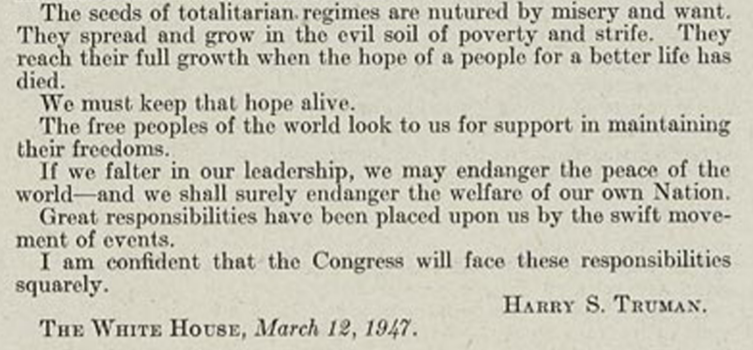 The seeds of totalitarian regimes are nutured by misery and want.
They spread and grow in the evil soil of poverty and strife. They
reach their full growth when the hope of a people for a better life has
died.
We must keep that hope alive.
The free peoples of the world look to us for support in maintaining
their freedoms.
If we falter in our leadership, we may endanger the peace of the
world—and we shall surely endanger the welfare of our own Nation.
Great responsibilities have been placed upon us by the swift move-
ment of events.
I am confident that the Congress will face these responsibilities
squarely.
HARRY S. TRUMAN.
THE WHITE HOUSE, March 12, 1947.